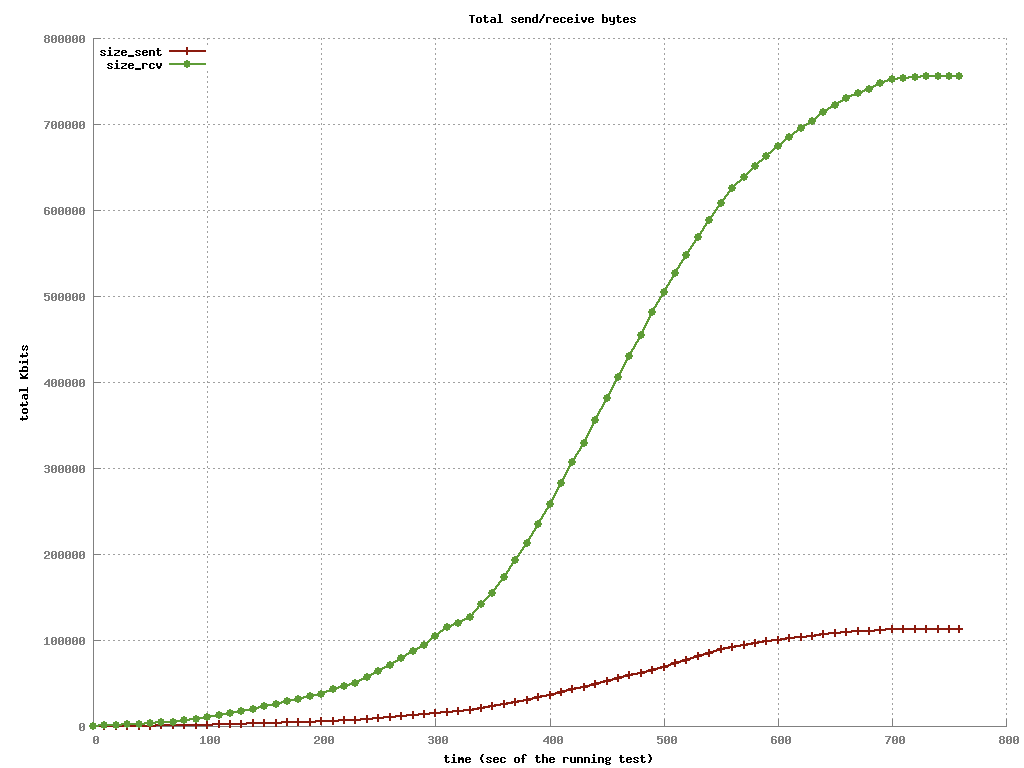 Total send/receive bytes
800000
size_sent
size_rcv
700000
600000
500000
400000
total Kbits
300000
200000
100000
0
0 100 200 300 400 500 600 700 800
time (sec of the running test)